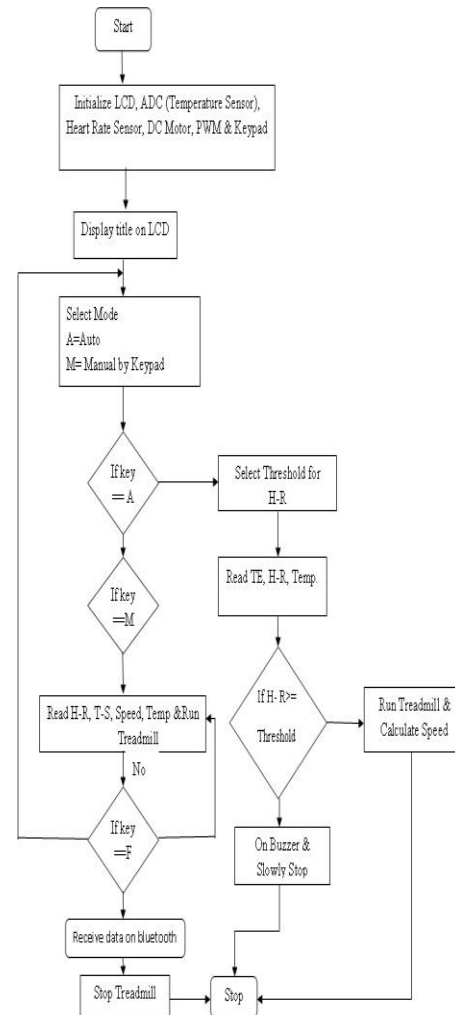 Start
Initialize LCD, ADC (Temperature Sensor),
Heart Rate Sensor, DC Motor, PWM & Keypad
Display title on LCD
Select Mode
A=Auto
M= Manual by Keypad
If key
== A
Select Threshold for
H-R
If key
==M
Read TE, H-R, Temp.
Read H-R, T-S, Speed, Temp &Run
Treadmill
If H- R>=
Threshold
Run Treadmill &
Calculate Speed
No
If key
==F
On Buzzer &
Slowly Stop
Receive data on bluetooth
Stop Treadmill
Stop